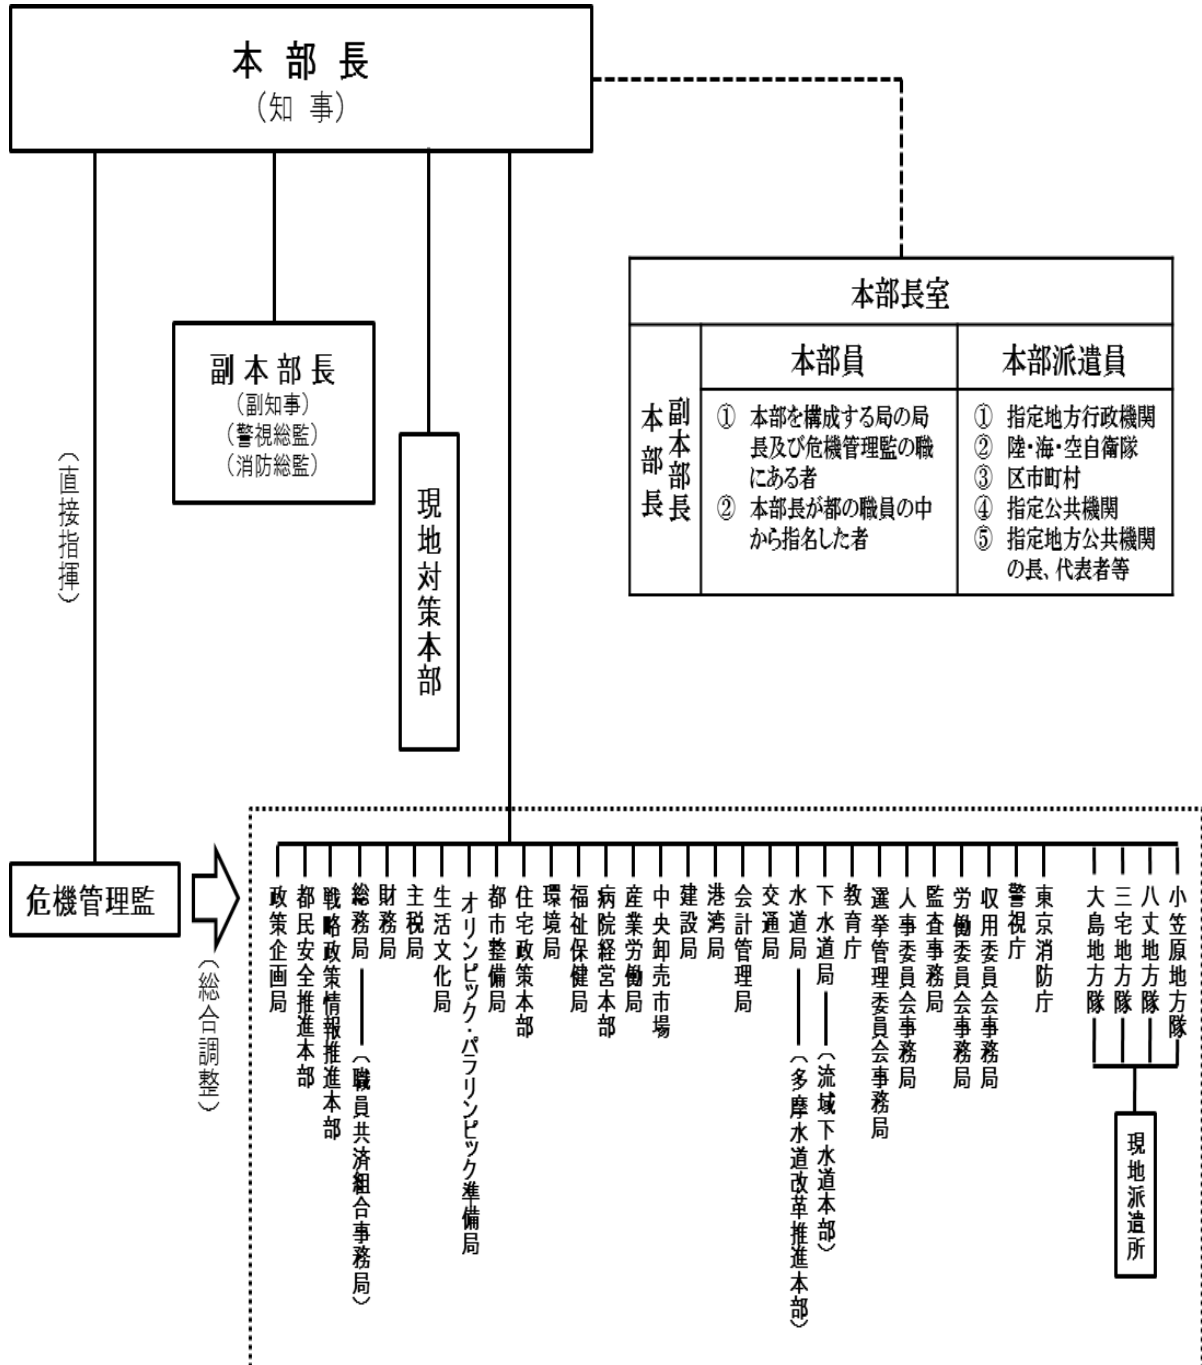 本部長
(知 事)
本部長室
本部員
本部派遣員
副本部長
本部長
① 本部を構成する局の局
長及び危機管理監の職
にある者
② 本部長が都の職員の中
から指名した者
① 指定地方行政機関
② 陸・海・空自衛隊
③ 区市町村
④ 指定公共機関
⑤ 指定地方公共機関
の長、代表者等
副本部長
(副知事)
(警視総監)
(消防総監)
現地対策本部
(直接指揮)
危機管理監
(総合調整)
政策企画局
都民安全推進本部
戦略政策情報推進本部
総務局
(職員共済組合事務局)
財務局
主税局
生活文化局
オリンピック・パラリンピック準備局
都市整備局
住宅政策本部
環境局
福祉保健局
病院経営本部
産業労働局
中央卸売市場
建設局
港湾局
会計管理局
交通局
水道局
(多摩水道改革推進本部)
下水道局
(流域下水道本部)
教育庁
選挙管理委員会事務局
人事委員会事務局
監査事務局
労働委員会事務局
収用委員会事務局
警視庁
東京消防庁
大島地方隊
三宅地方隊
八丈地方隊
小笠原地方隊
現地派遣所